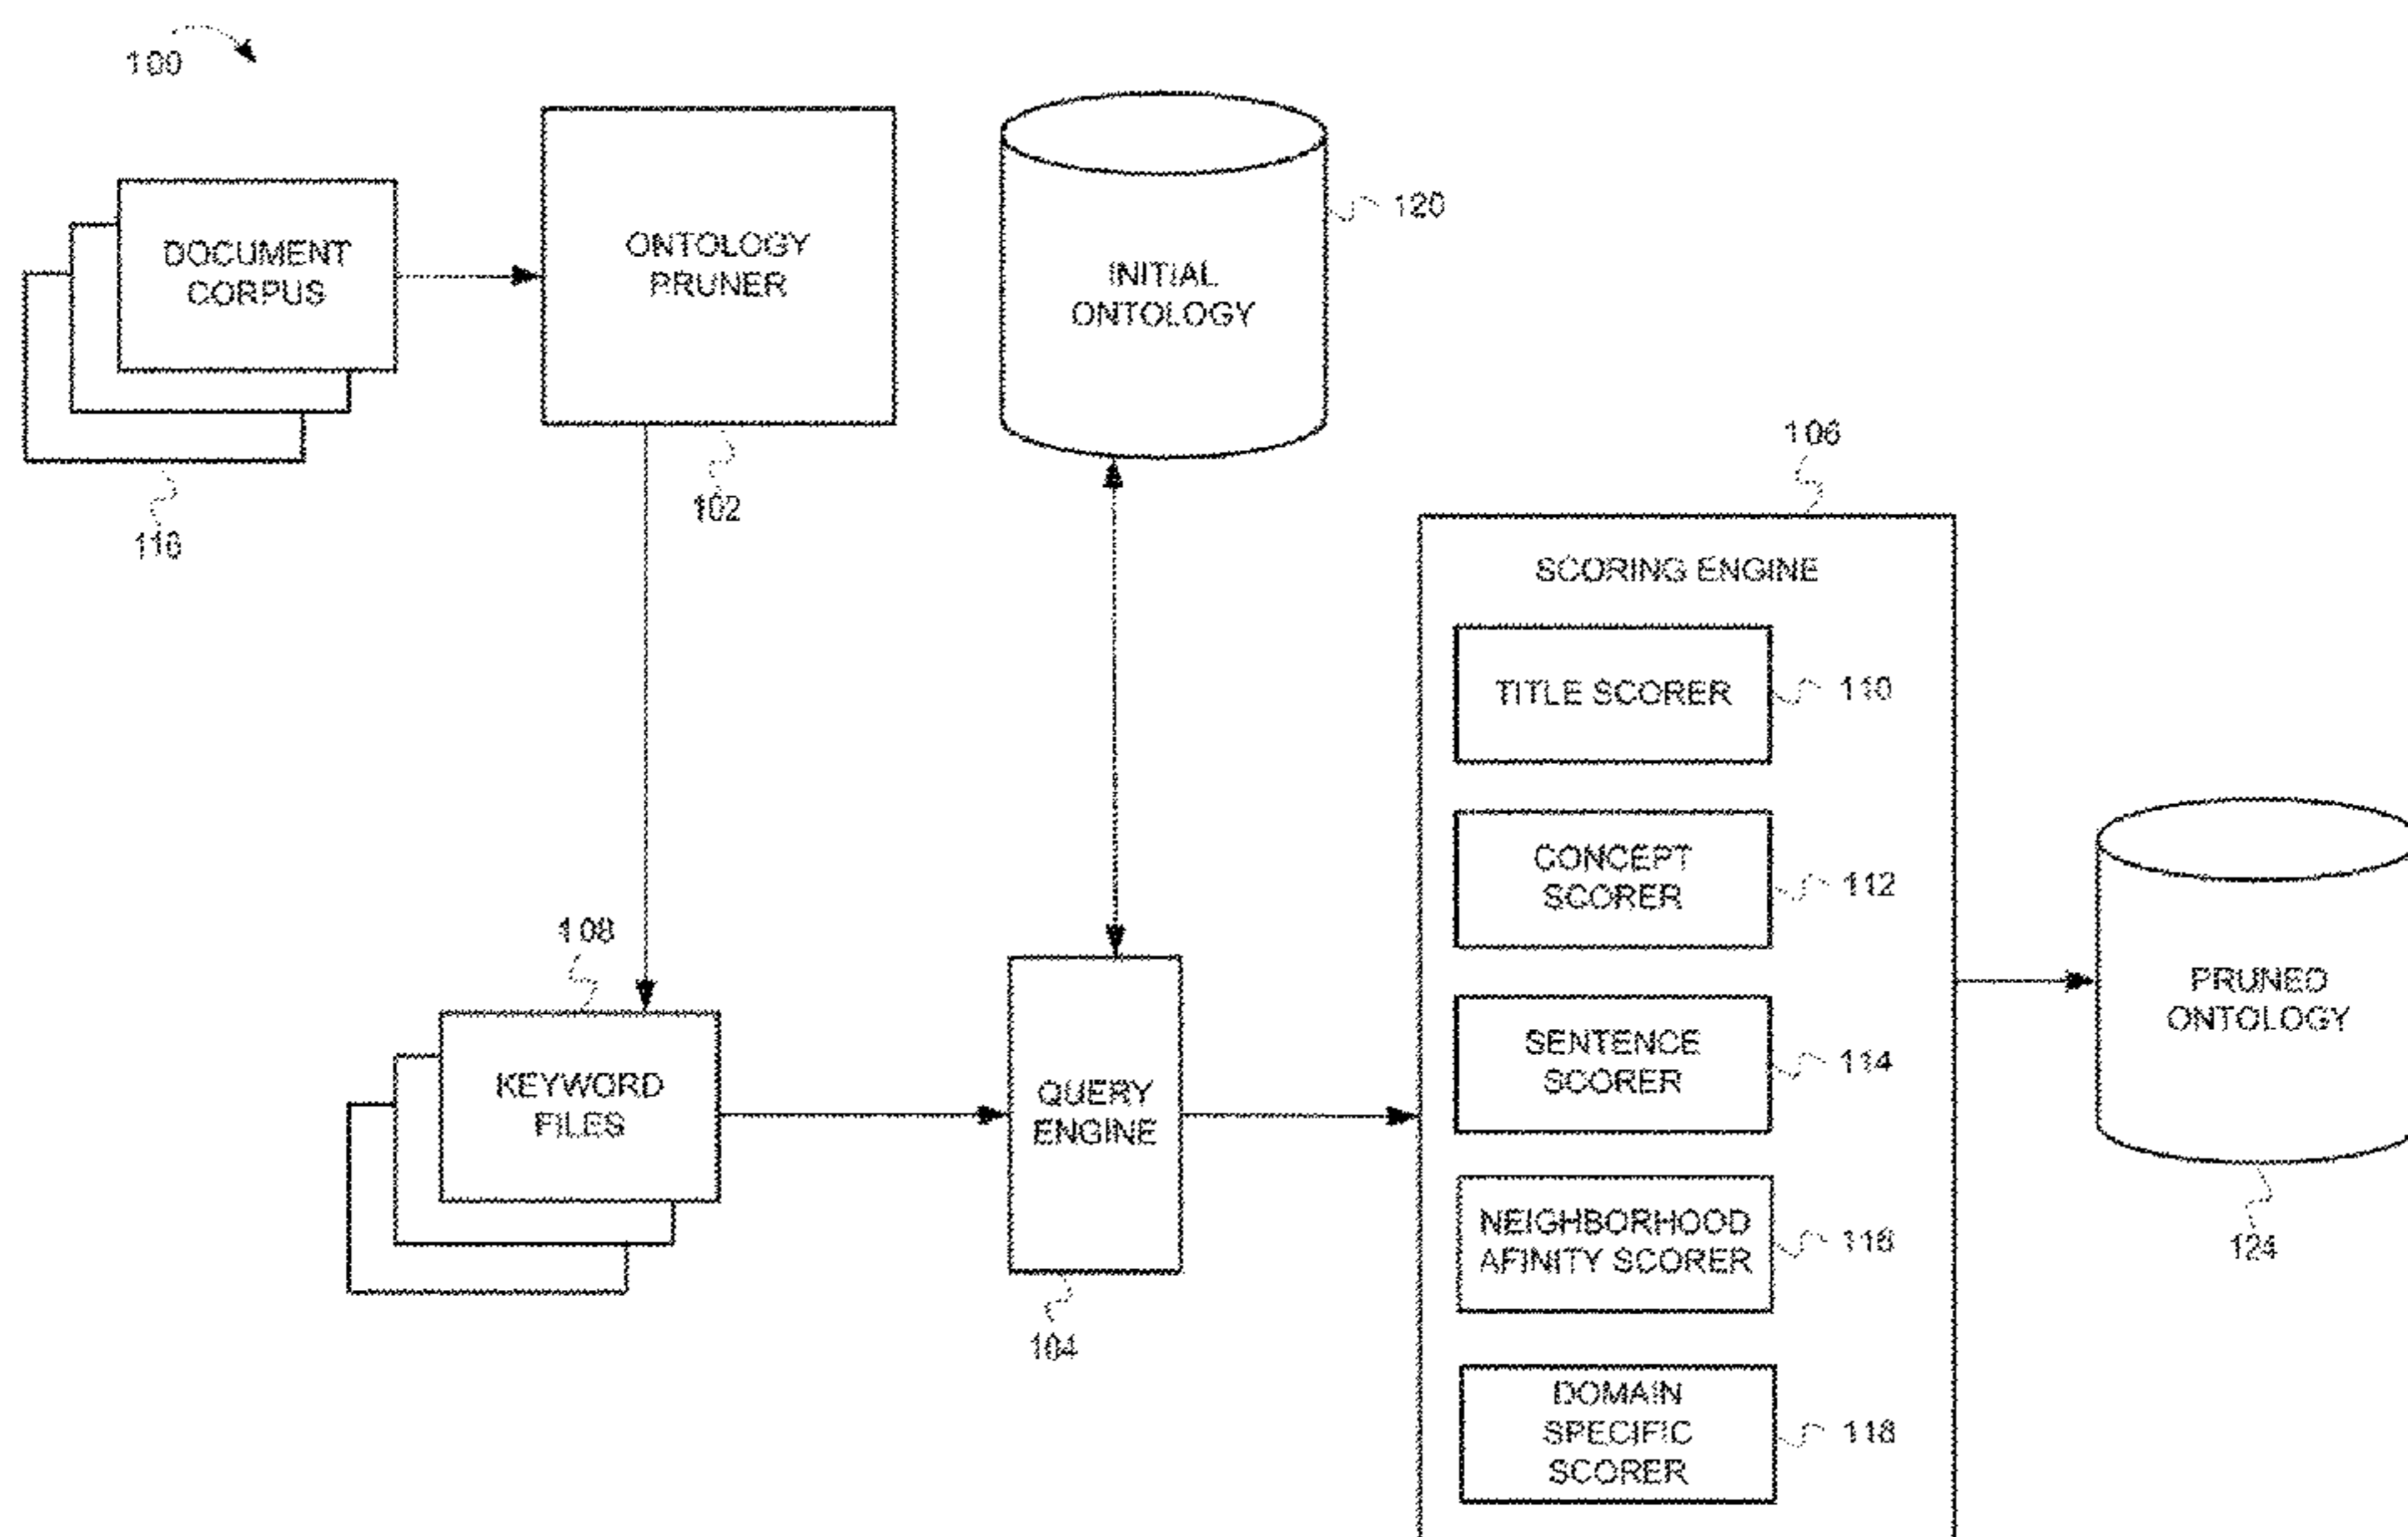 100
DOCUMENT
CORPUS
116
ONTOLOGY
PRUNER
102
INITIAL
ONTOLOGY
120
106
SCORING ENGINE
TITLE SCORER
110
CONCEPT
SCORER
112
SENTENCE
SCORER
114
NEIGHBORHOOD
AFINITY SCORER
116
DOMAIN
SPECIFIC
SCORER
118
108
KEYWORD
FILES
QUERY
ENGINE
104
PRUNED
ONTOLOGY
124